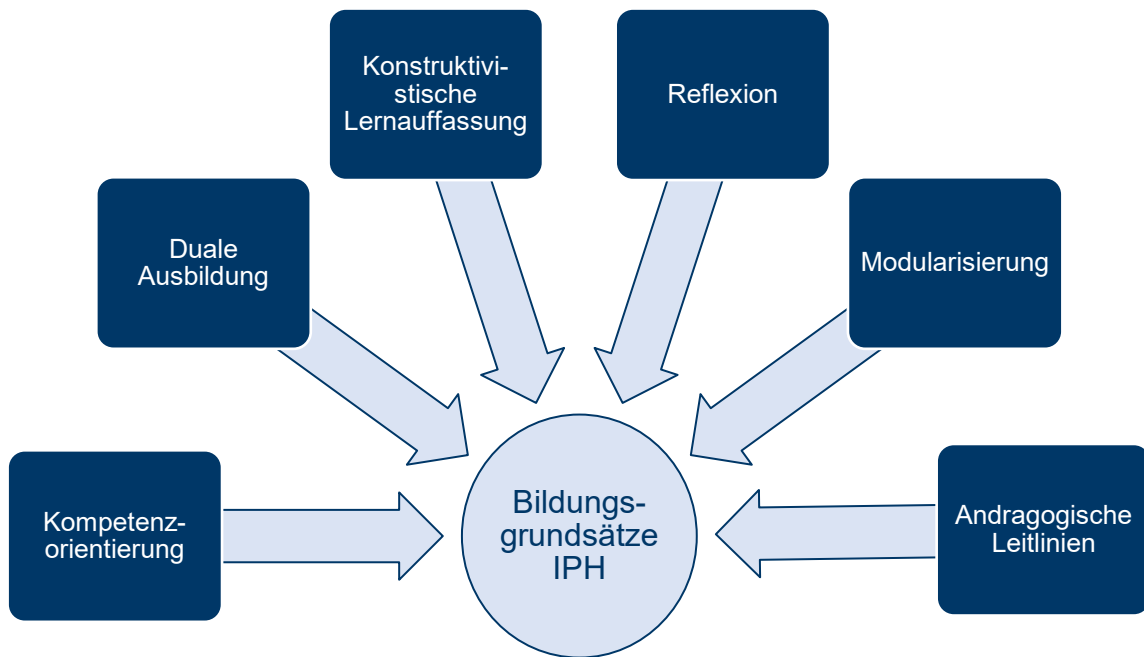 Konstruktivi-
stische
Lernauffassung
Reflexion
Duale
Ausbildung
Modularisierung
Kompetenz-
orientierung
Bildungs-
grundsätze
IPH
Andragogische
Leitlinien